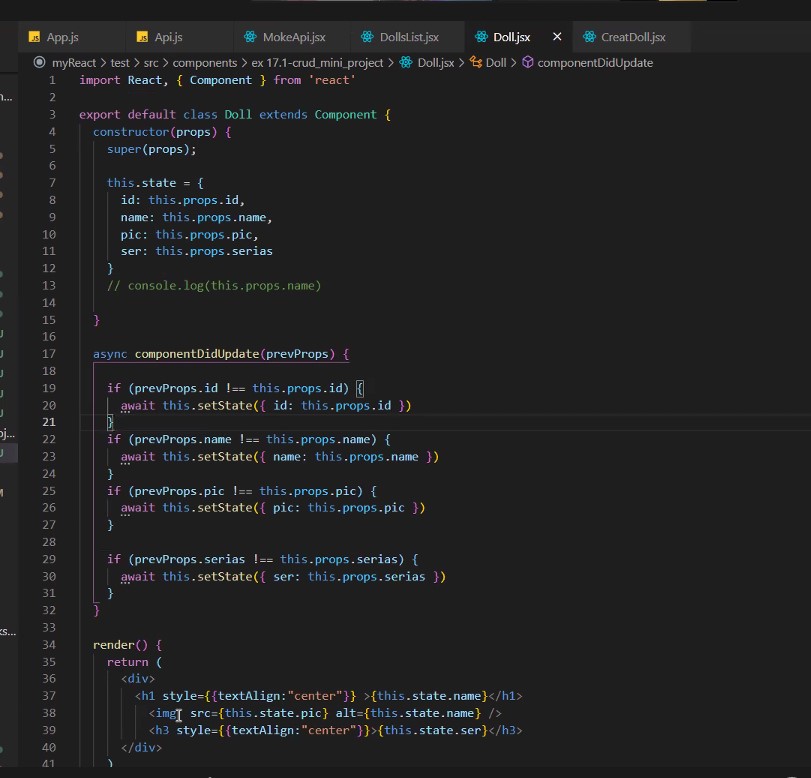 App.js Api.js MokeApi.jsx DollsList.jsx Doll.jsx CreatDoll.jsx
myReact > test > src > components > ex 17.1-crud_mini_project > Doll.jsx > Doll > componentDidUpdate
1 import React, { Component } from 'react'
2
3 export default class Doll extends Component {
4 constructor(props) {
5 super(props);
6
7 this.state = {
8 id: this.props.id,
9 name: this.props.name,
10 pic: this.props.pic,
11 ser: this.props.serias
12 }
13 // console.log(this.props.name)
14
15 }
16
17 async componentDidUpdate(prevProps) {
18
19 if (prevProps.id !== this.props.id) {
20 await this.setState({ id: this.props.id })
21 }
22 if (prevProps.name !== this.props.name) {
23 await this.setState({ name: this.props.name })
24 }
25 if (prevProps.pic !== this.props.pic) {
26 await this.setState({ pic: this.props.pic })
27 }
28
29 if (prevProps.serias !== this.props.serias) {
30 await this.setState({ ser: this.props.serias })
31 }
32 }
33
34 render() {
35 return (
36 <div>
37 <h1 style={{textAlign:"center"}} >{this.state.name}</h1>
38 <img src={this.state.pic} alt={this.state.name} />
39 <h3 style={{textAlign:"center"}}>{this.state.ser}</h3>
40 </div>
41 )